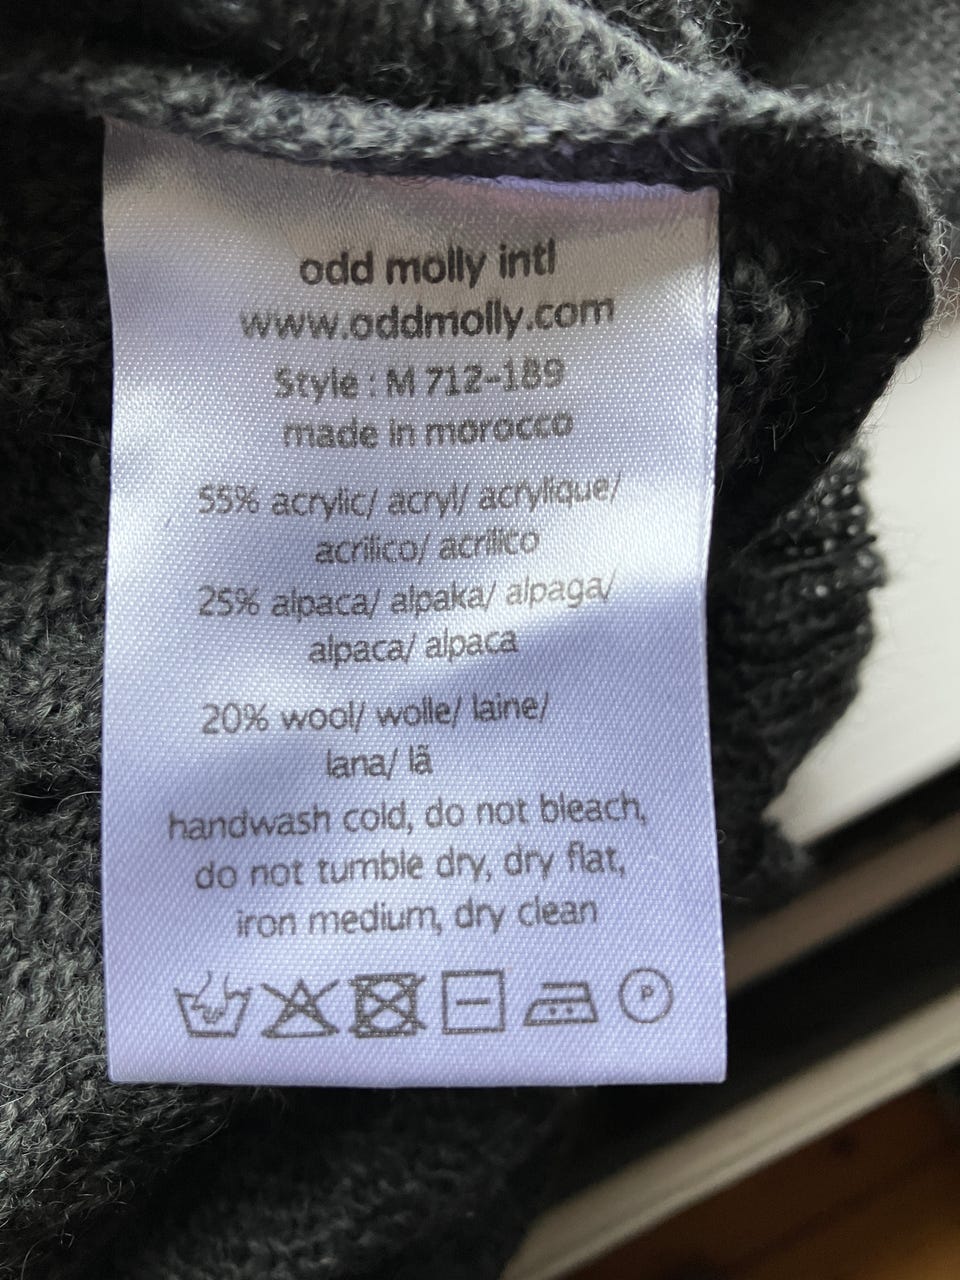 odd molly intl
www.oddmolly.com
Style : M 712-189
made in morocco
55% acrylic/ acryl/ acrylique/
acrilico/ acrilico
25% alpaca/ alpaka/ alpaga/
alpaca/ alpaca
20% wool/ wolle/ laine/
lana/ lã
handwash cold, do not bleach,
do not tumble dry, dry flat,
iron medium, dry clean
P